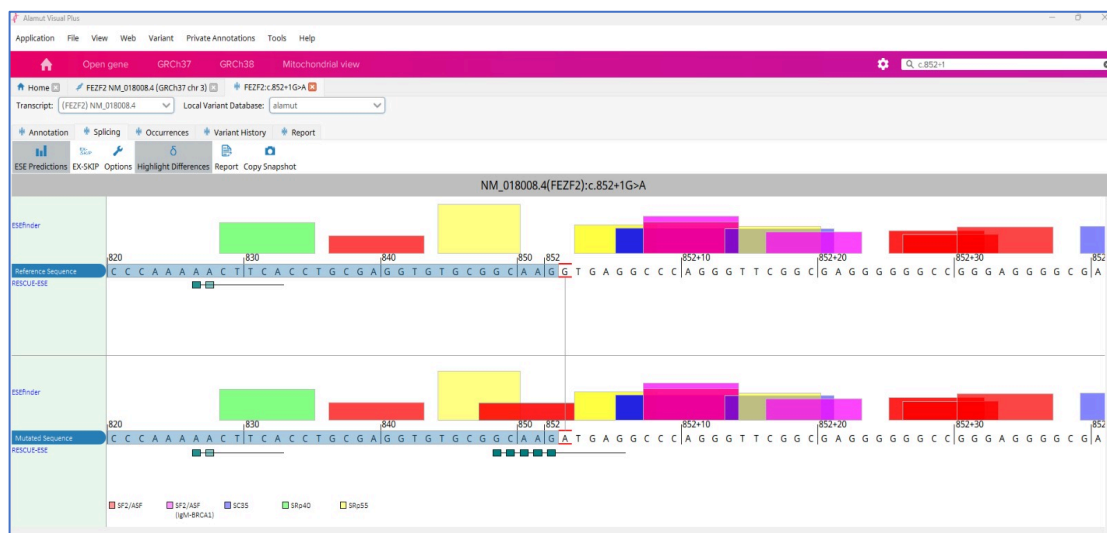 Alamut Visual Plus
Application File View Web Variant Private Annotations Tools Help
Open gene GRCh37 GRCh38 Mitochondrial view c.852+1
Home FEZF2 NM_018008.4 (GRCh37 chr 3) FEZF2:c.852+1G>A
Transcript: (FEZF2) NM_018008.4 Local Variant Database: alamut
Annotation Splicing Occurrences Variant History Report
ESE Predictions EX-SKIP Options Highlight Differences Report Copy Snapshot
NM_018008.4(FEZF2):c.852+1G>A
ESEfinder
820 830 840 850 852 852+10 852+20 852+30 852
Reference Sequence C C C A A A A A C T T C A C C T G C G A G G T G T G C G G C A A G G T G A G G C C C A G G G T T C G G C G A G G G G G G G C C G G G A G G G G C G A
RESCUE-ESE
ESEfinder
820 830 840 850 852 852+10 852+20 852+30 852
Mutated Sequence C C C A A A A A C T T C A C C T G C G A G G T G T G C G G C A A G A T G A G G C C C A G G G T T C G G C G A G G G G G G G C C G G G A G G G G C G A
RESCUE-ESE
SF2/ASF SF2/ASF SC35 SRp40 SRp55
(IgM-BRCA1)